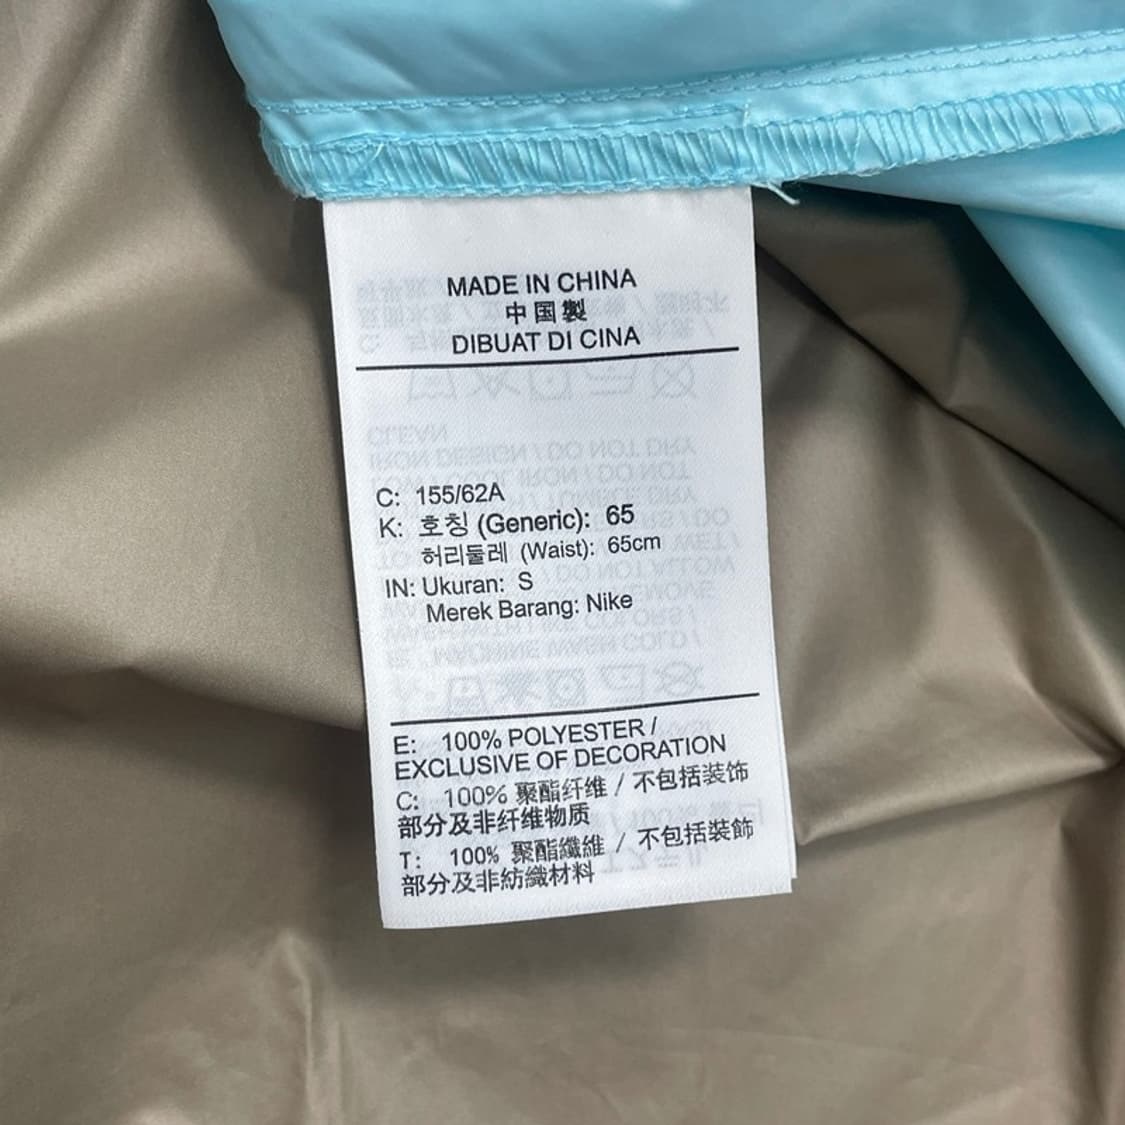 MADE IN CHINA
中国製
DIBUAT DI CINA
C: 155/62A
K: 호칭 (Generic): 65
허리둘레 (Waist): 65cm
IN: Ukuran: S
Merek Barang: Nike
E: 100% POLYESTER /
EXCLUSIVE OF DECORATION
C: 100% 聚酯纤维 / 不包括装饰
部分及非纤维物质
T: 100% 聚酯纖維 / 不包括裝飾
部分及非紡織材料